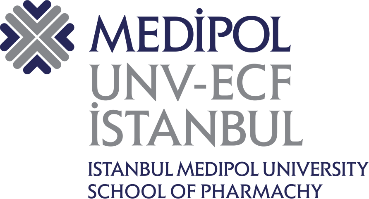 MEDİPOL
UNV-ECF
İSTANBUL
ISTANBUL MEDIPOL UNIVERSITY
SCHOOL OF PHARMACHY